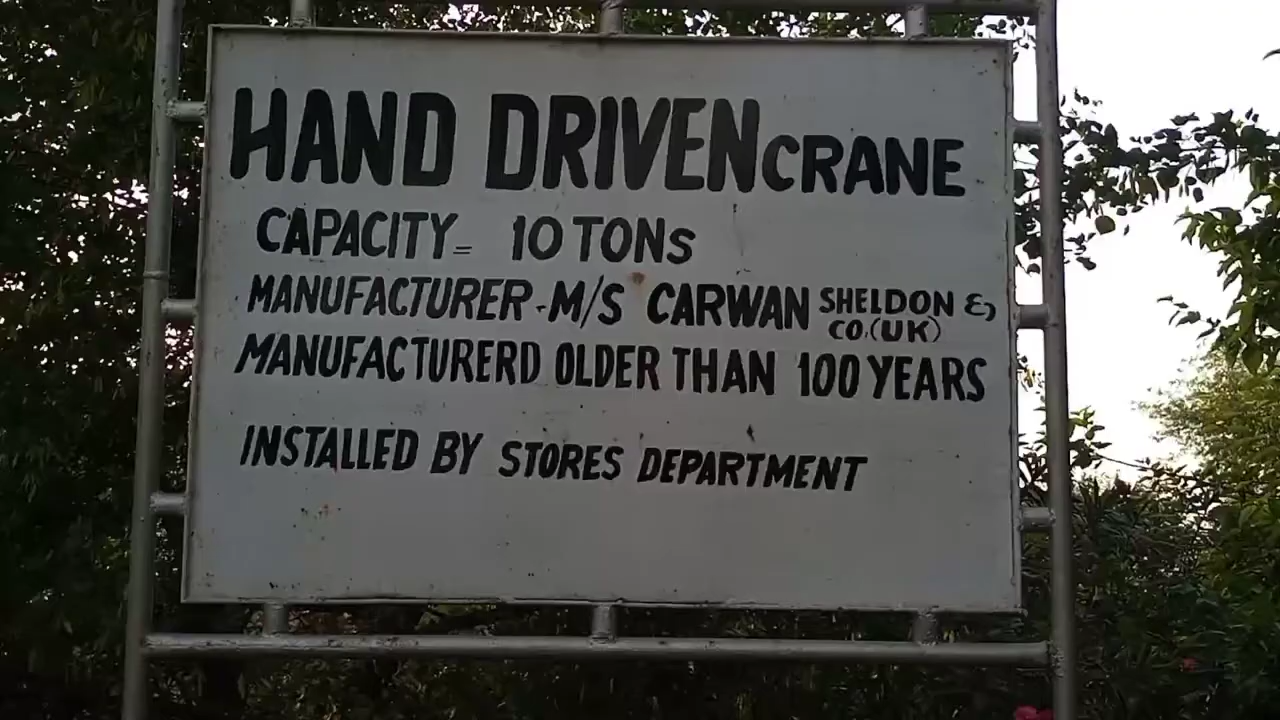 HAND DRIVEN CRANE
CAPACITY = 10 TONS
MANUFACTURER - M/S CARWAN SHELDON &
CO.(UK)
MANUFACTURERD OLDER THAN 100 YEARS
INSTALLED BY STORES DEPARTMENT